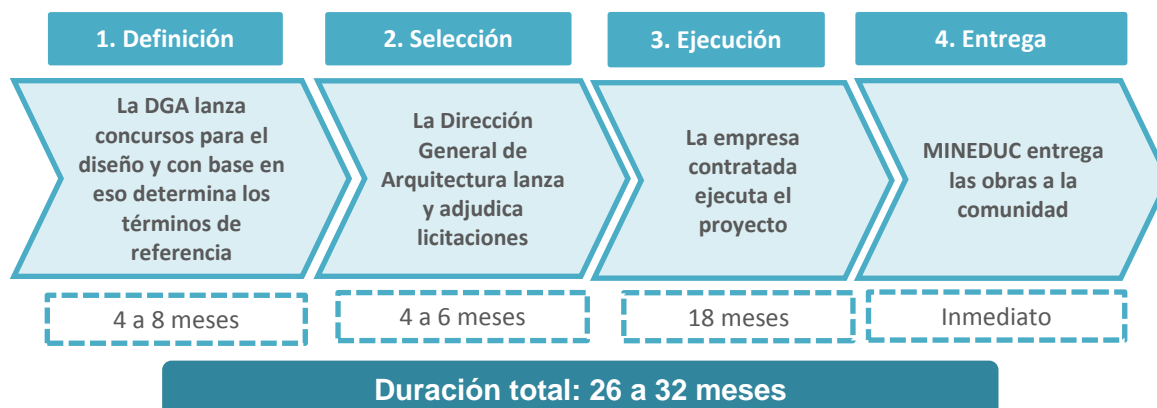 1. Definición
2. Selección
3. Ejecución
4. Entrega
La DGA lanza
concursos para el
diseño y con base en
eso determina los
términos de
referencia
La Dirección
General de
Arquitectura lanza
y adjudica
licitaciones
La empresa
contratada
ejecuta el
proyecto
MINEDUC entrega
las obras a la
comunidad
4 a 8 meses
4 a 6 meses
18 meses
Inmediato
Duración total: 26 a 32 meses